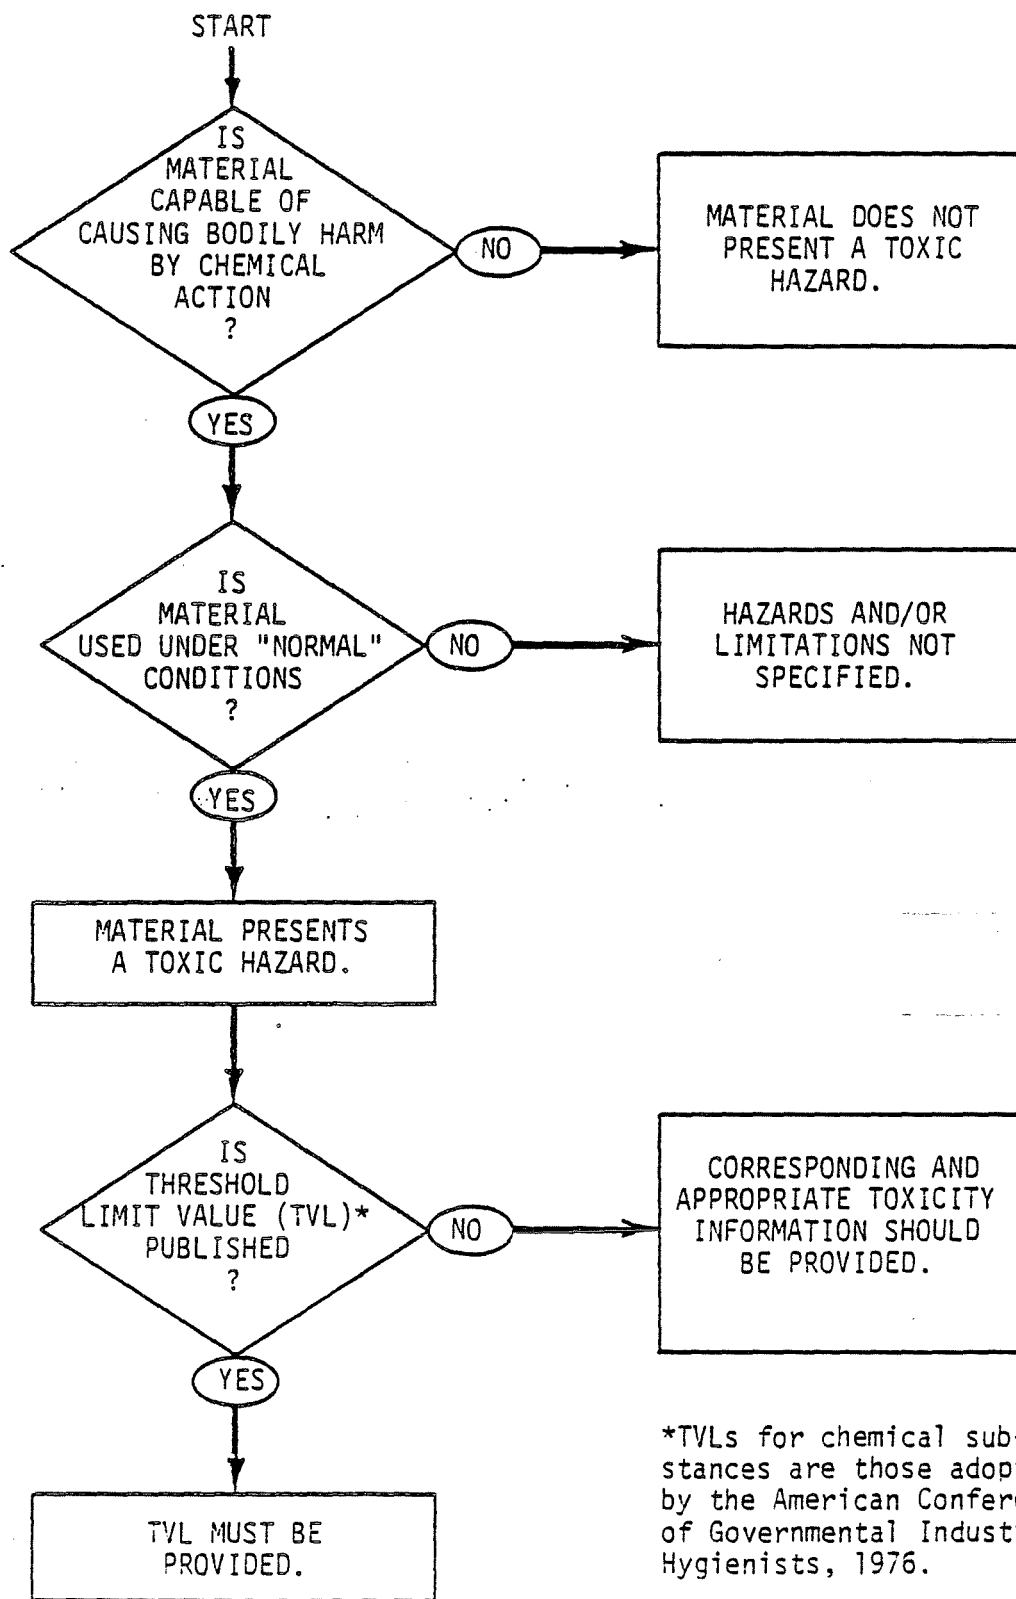 START
IS
MATERIAL
CAPABLE OF
CAUSING BODILY HARM
BY CHEMICAL
ACTION
?
NO
MATERIAL DOES NOT
PRESENT A TOXIC
HAZARD.
YES
IS
MATERIAL
USED UNDER "NORMAL"
CONDITIONS
?
NO
HAZARDS AND/OR
LIMITATIONS NOT
SPECIFIED.
YES
MATERIAL PRESENTS
A TOXIC HAZARD.
IS
THRESHOLD
LIMIT VALUE (TVL)*
PUBLISHED
?
NO
CORRESPONDING AND
APPROPRIATE TOXICITY
INFORMATION SHOULD
BE PROVIDED.
YES
TVL MUST BE
PROVIDED.
*TVLs for chemical sub-
stances are those
by the American
of Governmental
Hygienists, 1976.